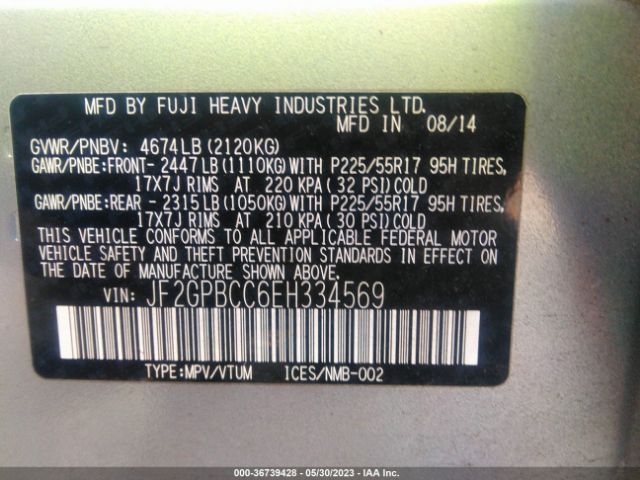 MFD BY FUJI HEAVY INDUSTRIES LTD.
MFD IN 08/14
GVWR/PNBV: 4674LB (2120KG)
GAWR/PNBE:FRONT- 2447LB(1110KG)WITH P225/55R17 95H TIRES,
17X7J RIMS AT 220 KPA( 32 PSI)COLD
GAWR/PNBE:REAR - 2315LB(1050KG)WITH P225/55R17 95H TIRES,
17X7J RIMS AT 210 KPA( 30 PSI)COLD
THIS VEHICLE CONFORMS TO ALL APPLICABLE FEDERAL MOTOR
VEHICLE SAFETY AND THEFT PREVENTION STANDARDS IN EFFECT
ON THE DATE OF MANUFACTURE SHOWN ABOVE.
VIN: JF2GPBCC6EH334569
TYPE:MPV/VTUM ICES/NMB-002
000-36739428 - 05/30/2023 - IAA Inc.